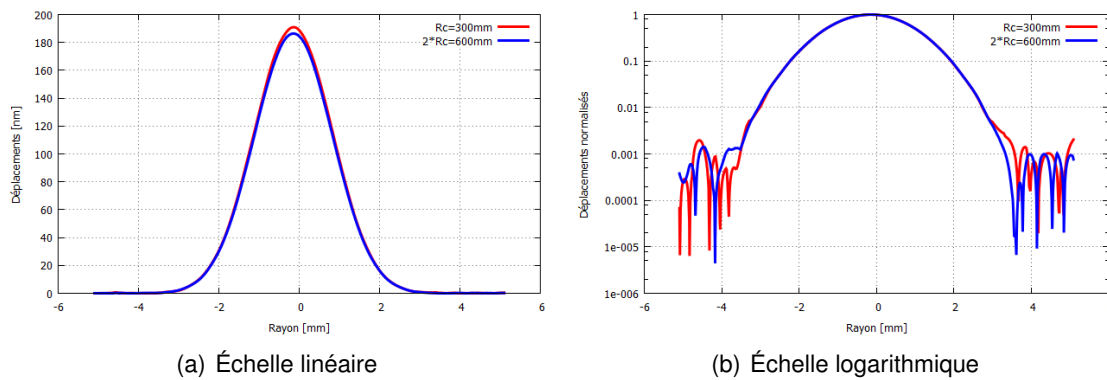 200
180
160
140
120
100
80
60
40
20
0
-6
-4
-2
0
2
4
6
Déplacements [nm]
Rayon [mm]
Rc=300mm
2*Rc=600mm
(a) Échelle linéaire
1
0.1
0.01
0.001
0.0001
1e-005
1e-006
-6
-4
-2
0
2
4
6
Déplacements normalisés
Rayon [mm]
Rc=300mm
2*Rc=600mm
(b) Échelle logarithmique